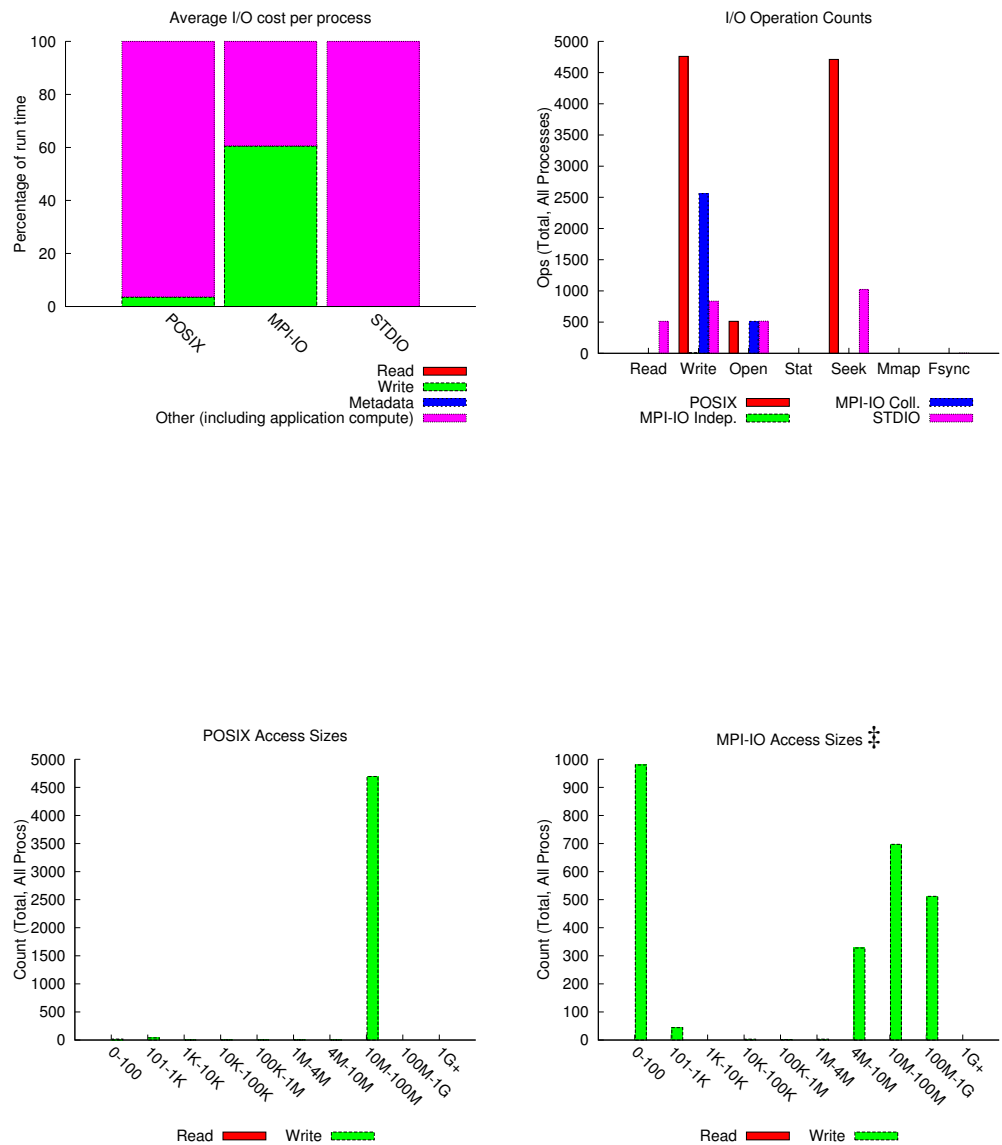 Average I/O cost per process
Percentage of run time
100
80
60
40
20
0
POSIX
MPI-IO
STDIO
Read
Write
Metadata
Other (including application compute)
I/O Operation Counts
Ops (Total, All Processes)
5000
4500
4000
3500
3000
2500
2000
1500
1000
500
0
Read Write Open Stat Seek Mmap Fsync
POSIX
MPI-IO Indep.
MPI-IO Coll.
STDIO
POSIX Access Sizes
Count (Total, All Procs)
5000
4500
4000
3500
3000
2500
2000
1500
1000
500
0
0-100
101-1K
1K-10K
10K-100K
100K-1M
1M-4M
4M-10M
10M-100M
100M-1G
1G+
Read Write
MPI-IO Access Sizes ‡
Count (Total, All Procs)
1000
900
800
700
600
500
400
300
200
100
0
0-100
101-1K
1K-10K
10K-100K
100K-1M
1M-4M
4M-10M
10M-100M
100M-1G
1G+
Read Write